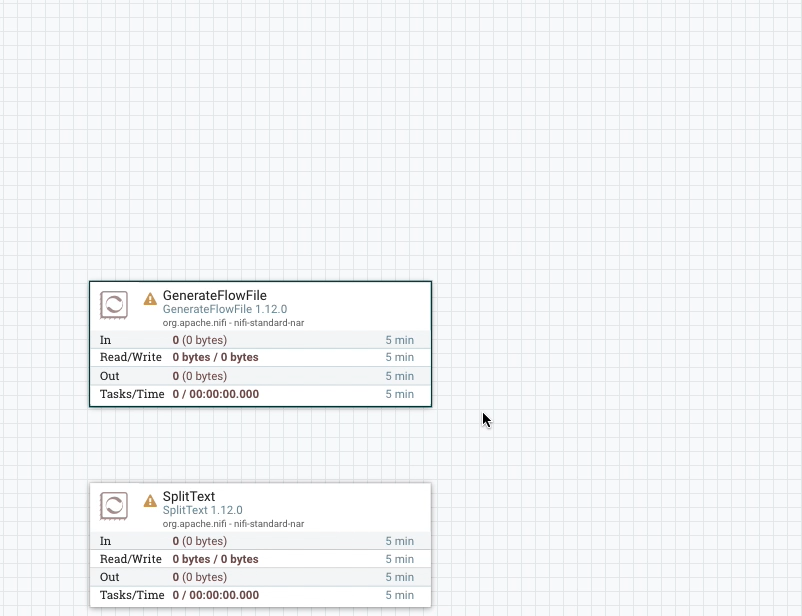 GenerateFlowFile
GenerateFlowFile 1.12.0
org.apache.nifi - nifi-standard-nar
In 0 (0 bytes) 5 min
Read/Write 0 bytes / 0 bytes 5 min
Out 0 (0 bytes) 5 min
Tasks/Time 0 / 00:00:00.000 5 min
SplitText
SplitText 1.12.0
org.apache.nifi - nifi-standard-nar
In 0 (0 bytes) 5 min
Read/Write 0 bytes / 0 bytes 5 min
Out 0 (0 bytes) 5 min
Tasks/Time 0 / 00:00:00.000 5 min